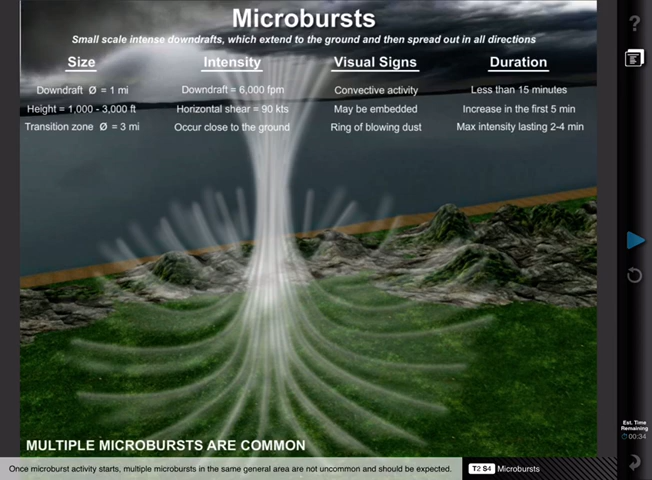 Microbursts
Small scale intense downdrafts, which extend to the ground and then spread out in all directions
Size
Downdraft Ø = 1 mi
Height = 1,000 - 3,000 ft
Transition zone Ø = 3 mi
Intensity
Downdraft = 6,000 fpm
Horizontal shear = 90 kts
Occur close to the ground
Visual Signs
Convective activity
May be embedded
Ring of blowing dust
Duration
Less than 15 minutes
Increase in the first 5 min
Max intensity lasting 2-4 min
?
Est. Time
Remaining
00:34
MULTIPLE MICROBURSTS ARE COMMON
Once microburst activity starts, multiple microbursts in the same general area are not uncommon and should be expected.
T2 S4 Microbursts